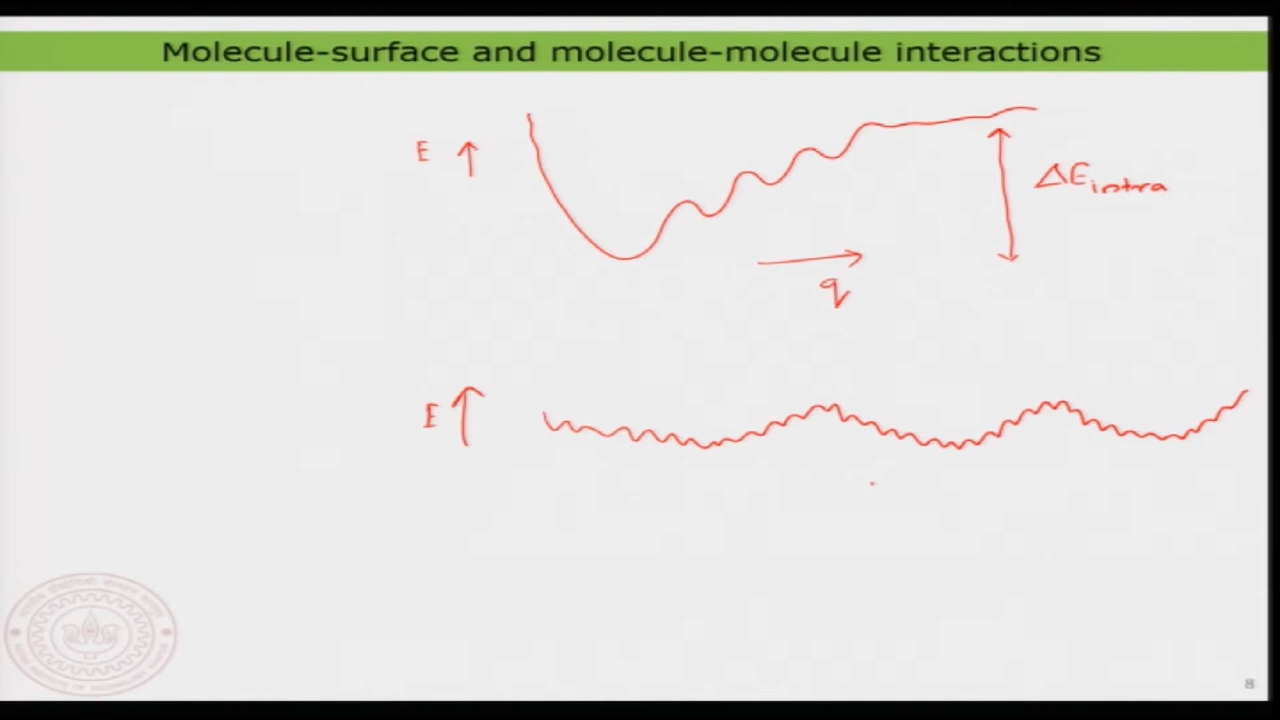 Molecule-surface and molecule-molecule interactions
E
ΔE intra
q
E
8